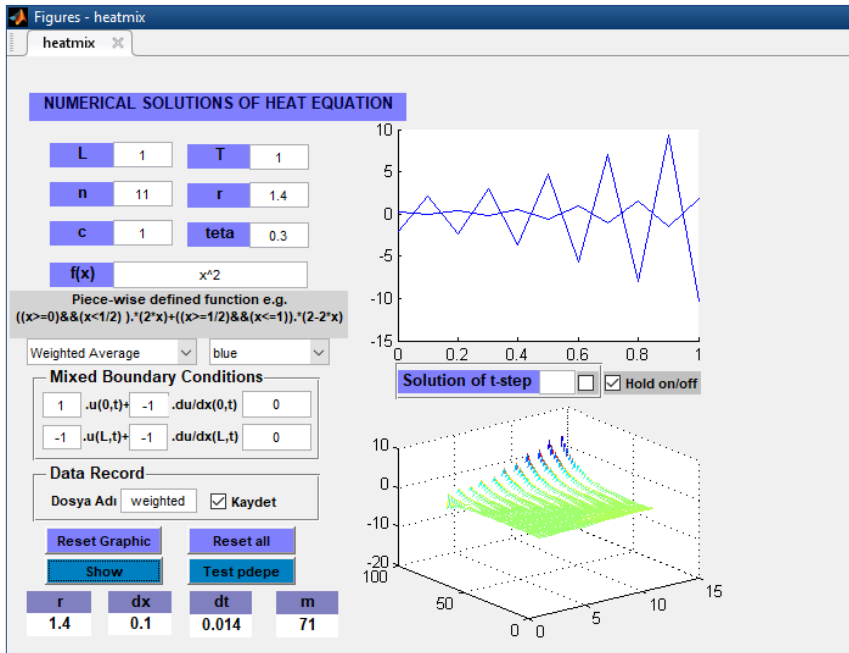 Figures - heatmix
heatmix
NUMERICAL SOLUTIONS OF HEAT EQUATION
L 1 T 1
n 11 r 1.4
c 1 teta 0.3
f(x) x^2
Piece-wise defined function e.g.
((x>=0)&&(x<1/2) ).*(2*x)+((x>=1/2)&&(x<=1)).*(2-2*x)
Weighted Average blue
Mixed Boundary Conditions
1 .u(0,t)+ -1 .du/dx(0,t) 0
-1 .u(L,t)+ -1 .du/dx(L,t) 0
Data Record
Dosya Adı weighted Kaydet
Reset Graphic Reset all
Show Test pdepe
r dx dt m
1.4 0.1 0.014 71
10
5
0
-5
-10
-15
0 0.2 0.4 0.6 0.8 1
Solution of t-step Hold on/off
10
0
-10
-20
100
50
0
0
5
10
15